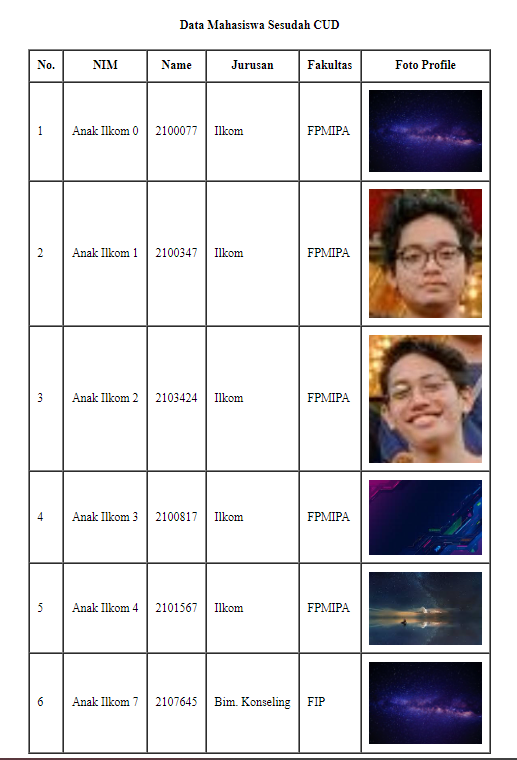 Data Mahasiswa Sesudah CUD
No. NIM Name Jurusan Fakultas Foto Profile
1 Anak Ilkom 0 2100077 Ilkom FPMIPA
2 Anak Ilkom 1 2100347 Ilkom FPMIPA
3 Anak Ilkom 2 2103424 Ilkom FPMIPA
4 Anak Ilkom 3 2100817 Ilkom FPMIPA
5 Anak Ilkom 4 2101567 Ilkom FPMIPA
6 Anak Ilkom 7 2107645 Bim. Konseling FIP